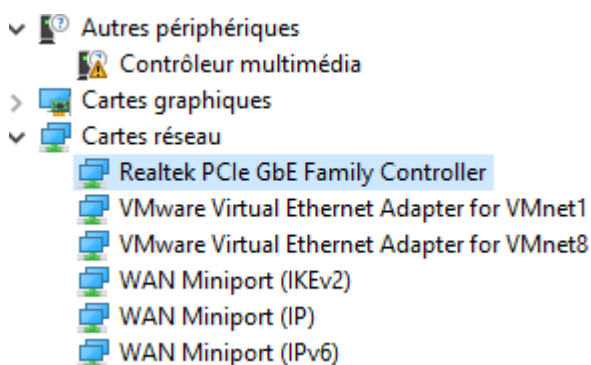 Autres périphériques
Contrôleur multimédia
Cartes graphiques
Cartes réseau
Realtek PCIe GbE Family Controller
VMware Virtual Ethernet Adapter for VMnet1
VMware Virtual Ethernet Adapter for VMnet8
WAN Miniport (IKEv2)
WAN Miniport (IP)
WAN Miniport (IPv6)